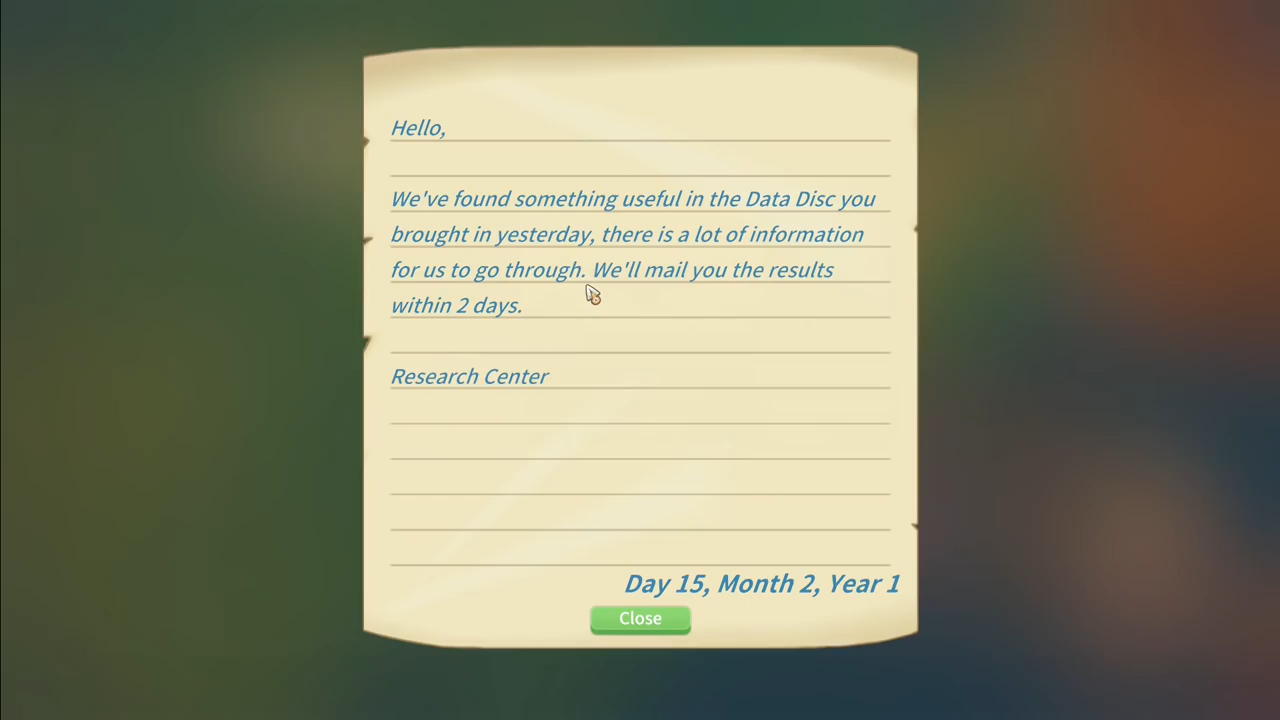 Hello,
We've found something useful in the Data Disc you
brought in yesterday, there is a lot of information
for us to go through. We'll mail you the results
within 2 days.
Research Center
Day 15, Month 2, Year 1
Close